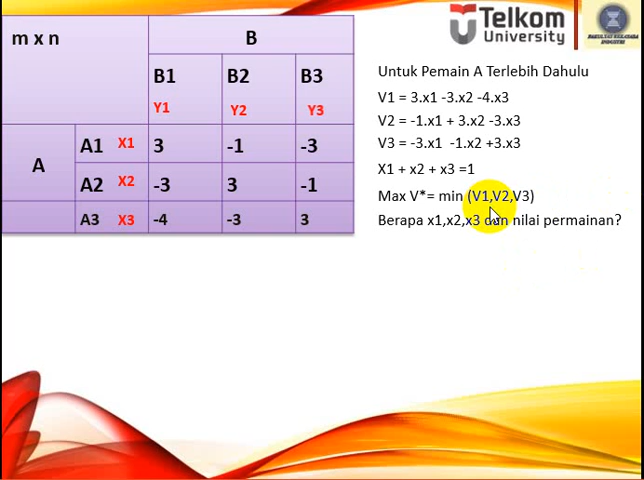 m x n
B
B1
B2
B3
Y1
Y2
Y3
A
A1 X1 3 -1 -3
A2 X2 -3 3 -1
A3 X3 -4 -3 3
Telkom
University
FAKULTAS REKAYASA
INDUSTRI
Untuk Pemain A Terlebih Dahulu
V1 = 3.x1 -3.x2 -4.x3
V2 = -1.x1 + 3.x2 -3.x3
V3 = -3.x1 -1.x2 +3.x3
X1 + x2 + x3 =1
Max V*= min (V1,V2,V3)
Berapa x1,x2,x3 dan nilai permainan?